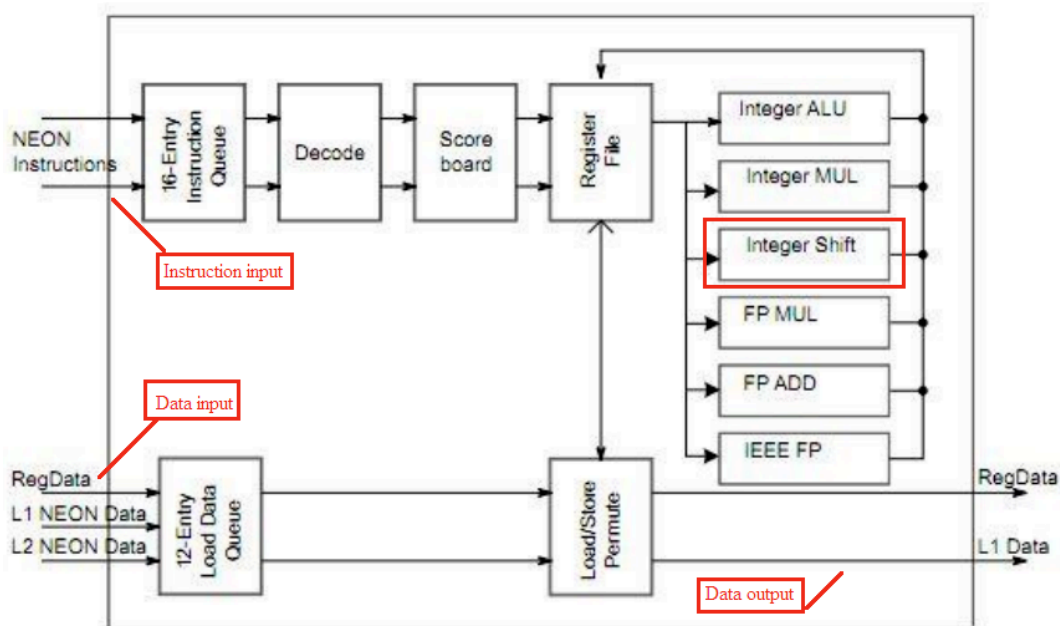 NEON
Instructions
16-Entry
Instruction
Queue
Decode
Score
board
Register
File
Integer ALU
Integer MUL
Integer Shift
FP MUL
FP ADD
IEEE FP
Instruction input
Data input
RegData
L1 NEON Data
L2 NEON Data
12-Entry
Load Data
Queue
Load/Store
Permute
RegData
L1 Data
Data output